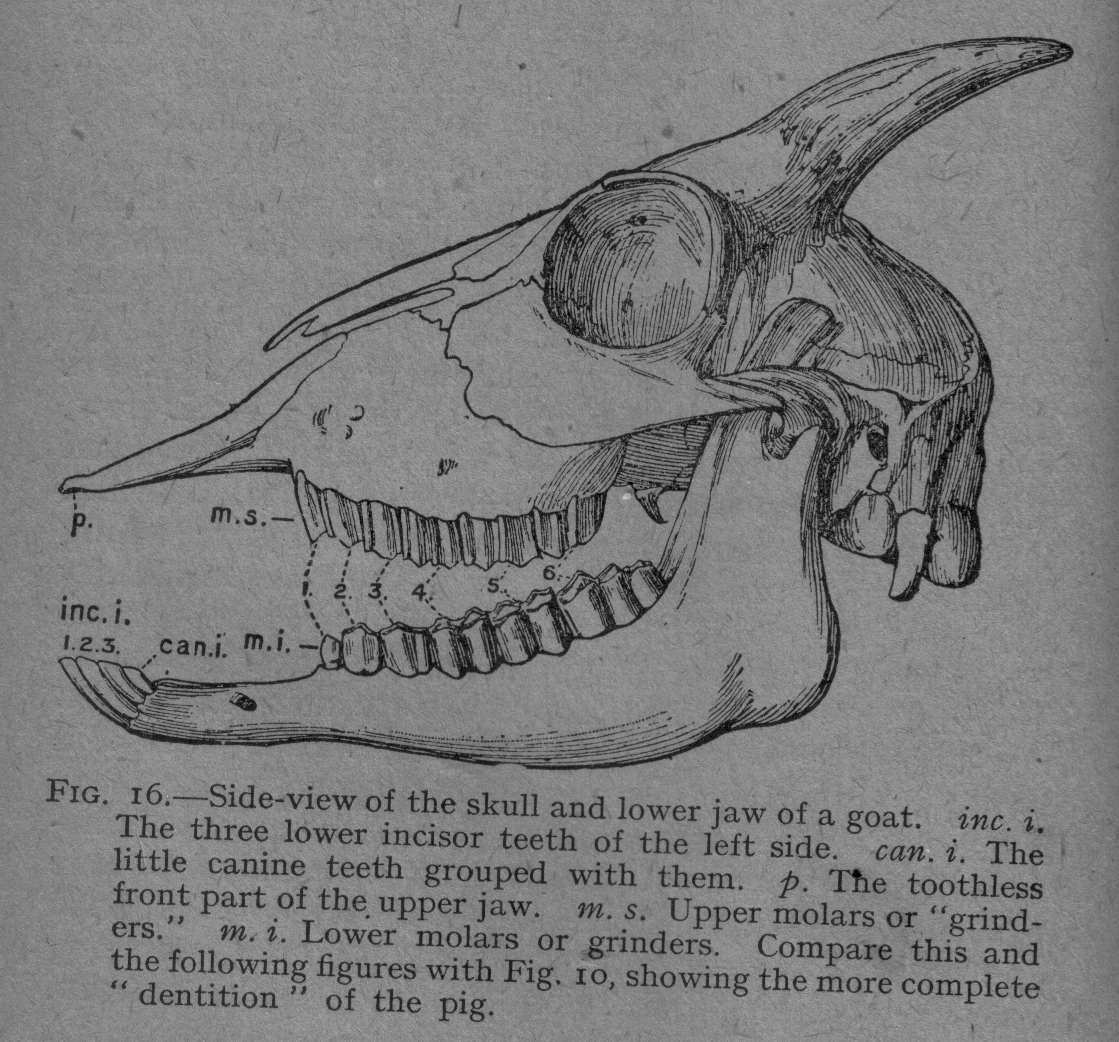 p.
m.s.—
1. 2. 3. 4. 5. 6.
inc. i.
1.2.3.
can.i.
m.i.—
Fig. 16.—Side-view of the skull and lower jaw of a goat. inc. i.
The three lower incisor teeth of the left side. can. i. The
little canine teeth grouped with them. p. The toothless
front part of the upper jaw. m. s. Upper molars or “grind-
ers.” m. i. Lower molars or grinders. Compare this and
the following figures with Fig. 10, showing the more complete
“ dentition ” of the pig.